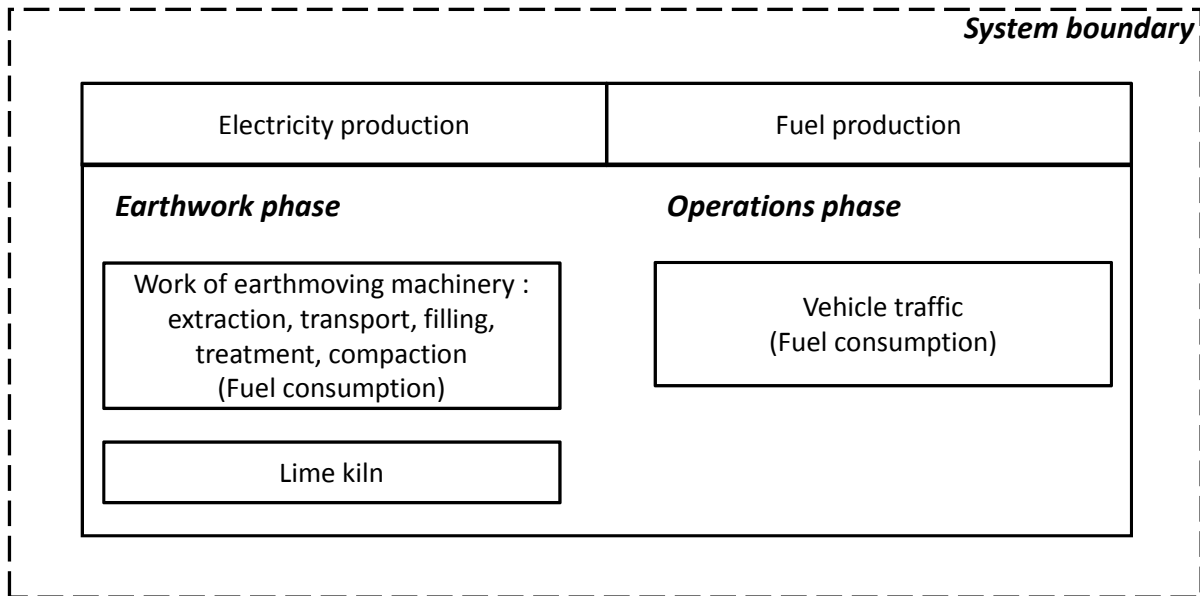 System boundary
Electricity production
Fuel production
Earthwork phase
Work of earthmoving machinery :
extraction, transport, filling,
treatment, compaction
(Fuel consumption)
Lime kiln
Operations phase
Vehicle traffic
(Fuel consumption)